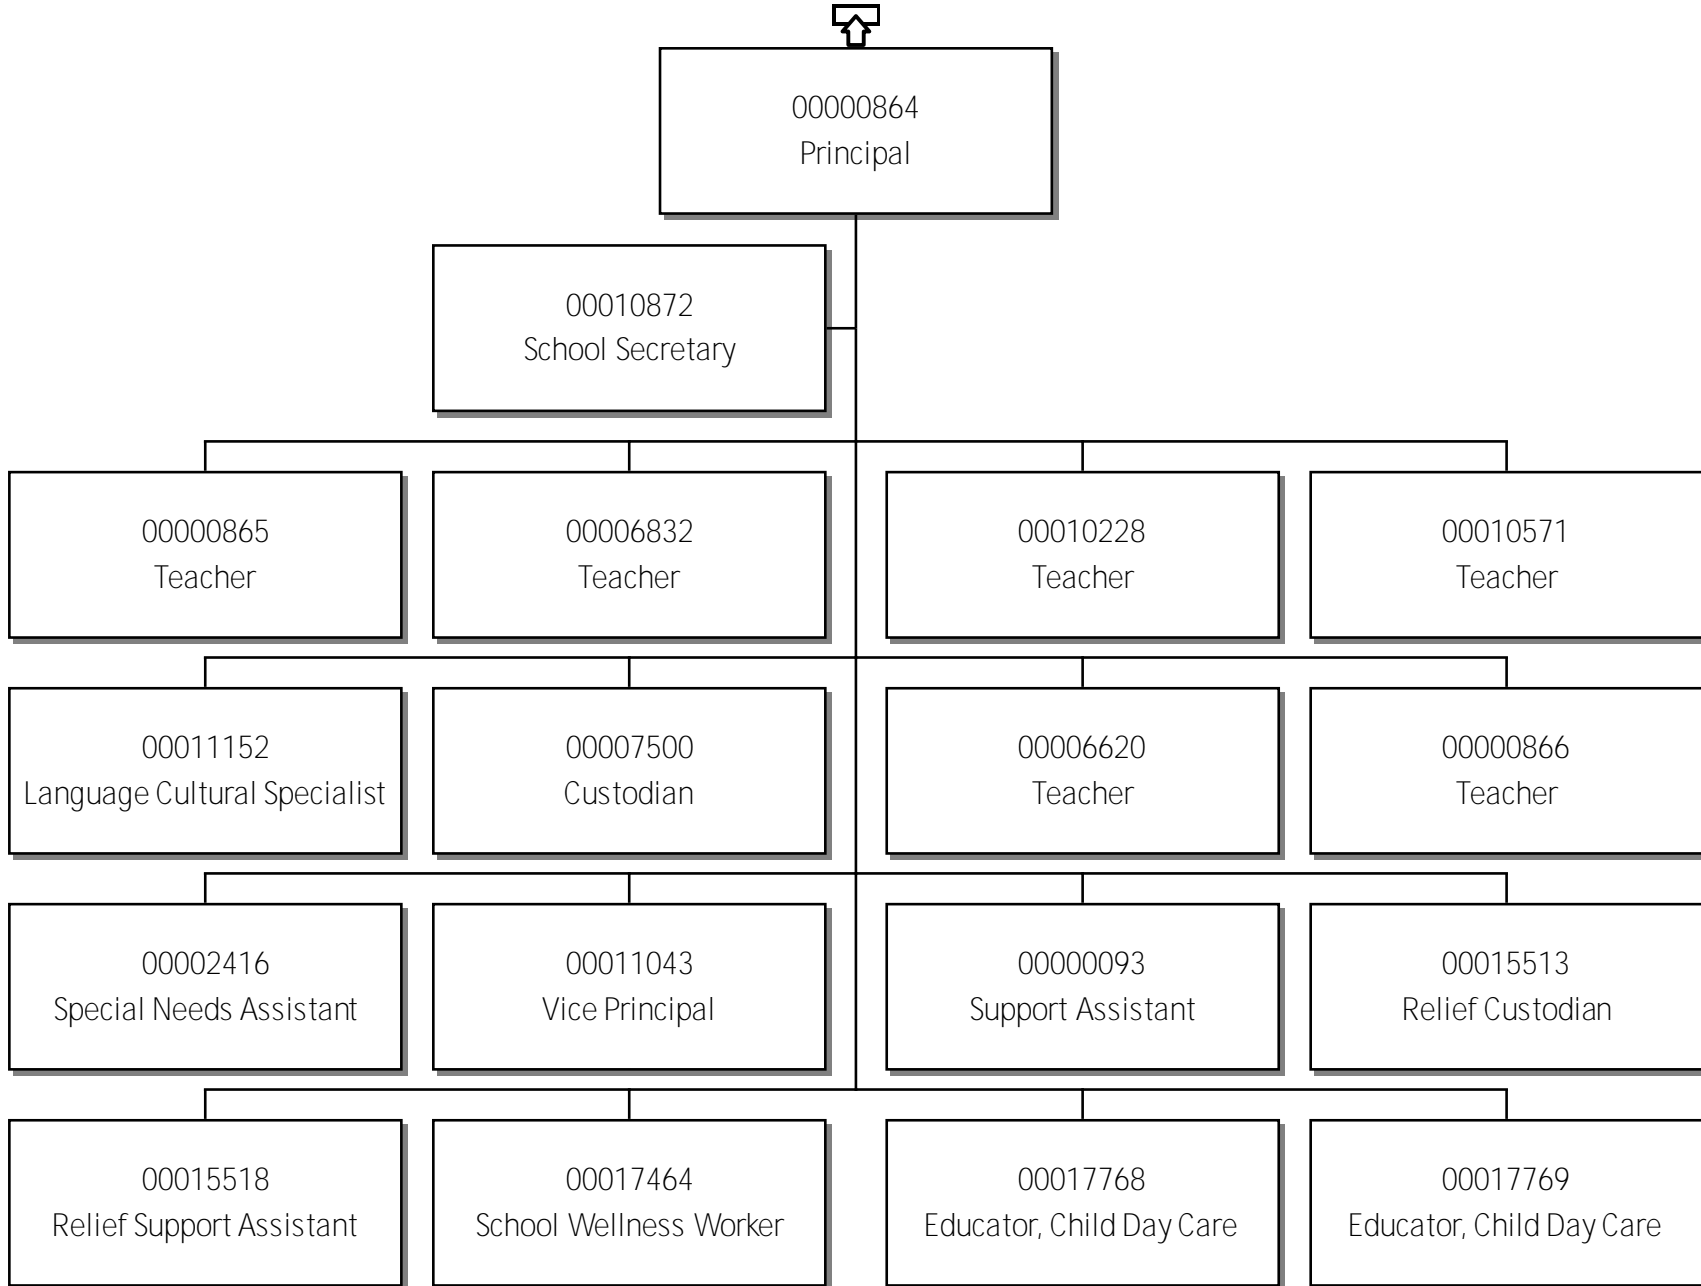 00000864
Principal
00010872
School Secretary
00000865
Teacher
00006832
Teacher
00010228
Teacher
00010571
Teacher
00011152
Language Cultural Specialist
00007500
Custodian
00006620
Teacher
00000866
Teacher
00002416
Special Needs Assistant
00011043
Vice Principal
00000093
Support Assistant
00015513
Relief Custodian
00015518
Relief Support Assistant
00017464
School Wellness Worker
00017768
Educator, Child Day Care
00017769
Educator, Child Day Care